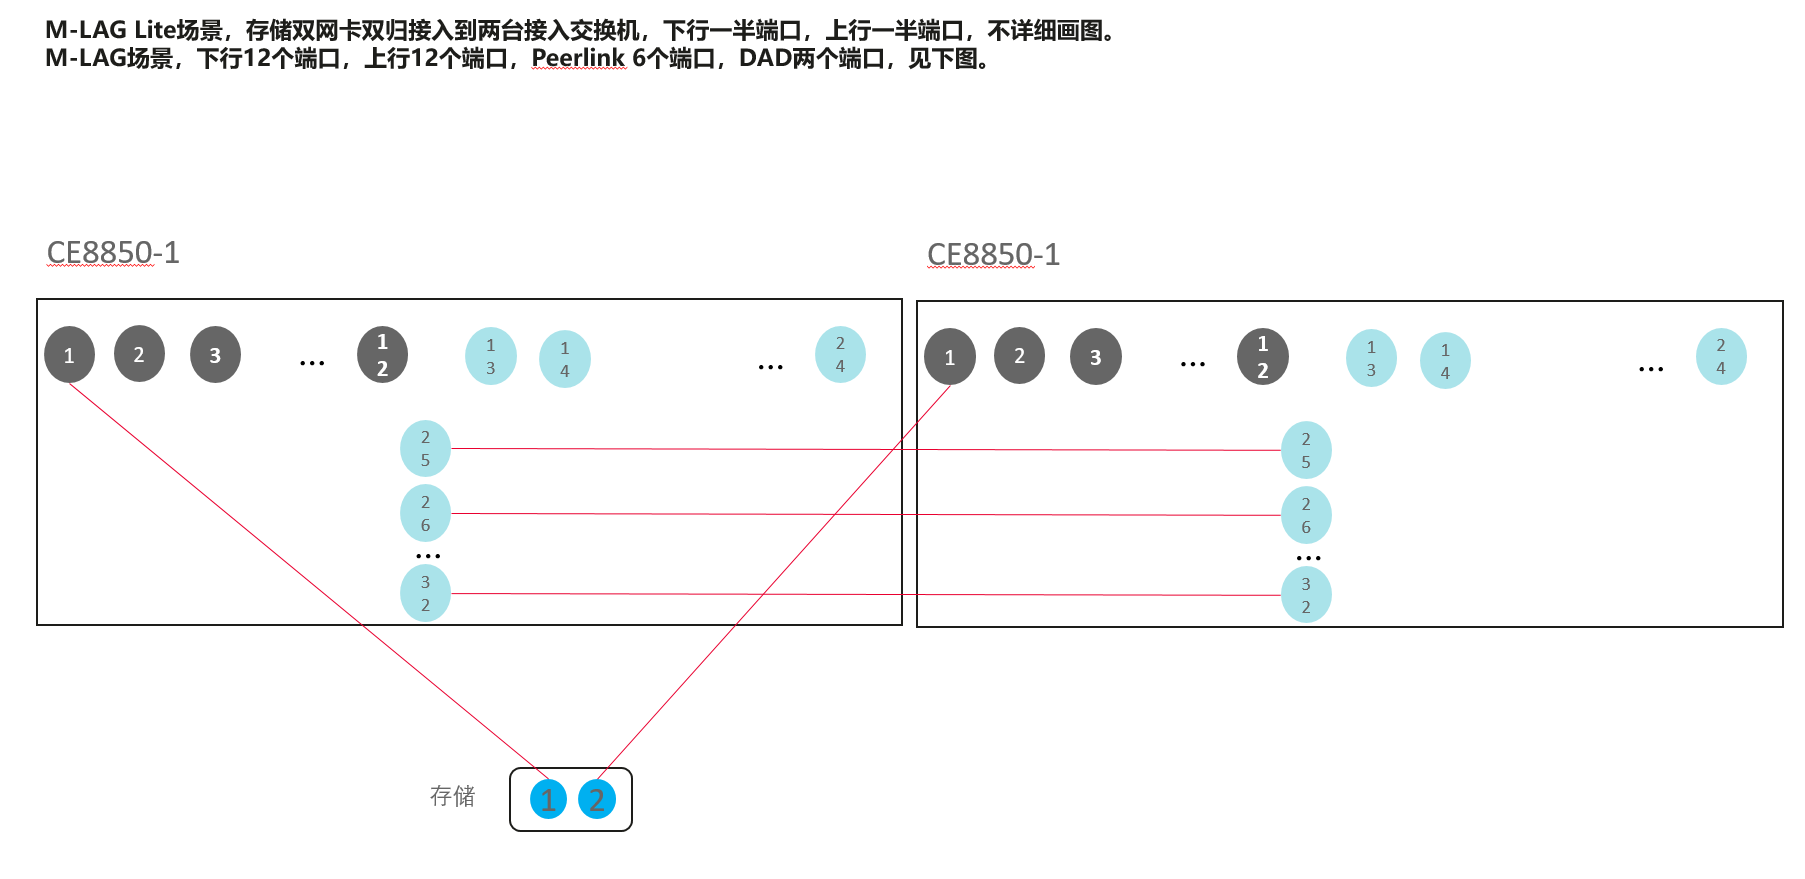 M-LAG Lite场景，存储双网卡双归接入到两台接入交换机，下行一半端口，上行一半端口，不详细画图。
M-LAG场景，下行12个端口，上行12个端口，Peerlink 6个端口，DAD两个端口，见下图。
CE8850-1
CE8850-1
1 2 3 ... 12 13 14 ... 24
1 2 3 ... 12 13 14 ... 24
25 25
26 26
... ...
32 32
存储 1 2